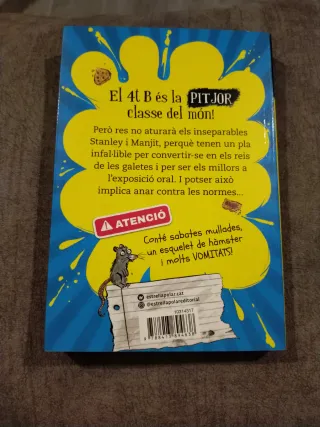 El 4t B és la PITJOR
classe del món!
Però res no aturarà els inseparables
Stanley i Manjit, perquè tenen un pla
infal·lible per convertir-se en els reis
de les galetes i per ser els millors a
l'exposició oral. I potser això
implica anar contra les normes...
ATENCIÓ
Conté sabates mullades,
un esquelet de hàmster
i molts VOMITATS!
estrellapolar.cat
@estrellapolareditorial